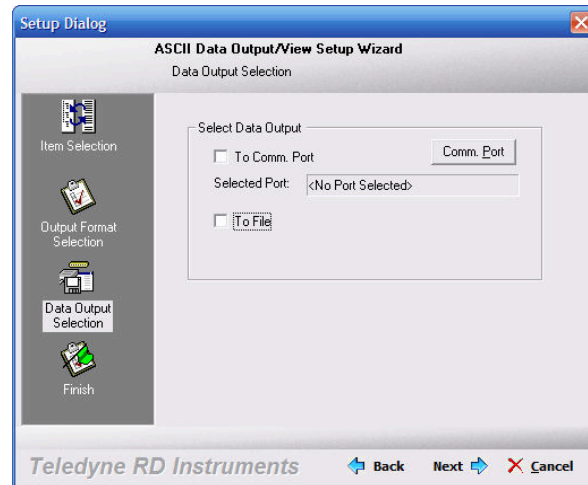 Setup Dialog
ASCII Data Output/View Setup Wizard
Data Output Selection
Item Selection
Output Format
Selection
Data Output
Selection
Finish
Select Data Output
To Comm. Port
Comm. Port
Selected Port:
<No Port Selected>
To File
Teledyne RD Instruments
Back
Next
Cancel